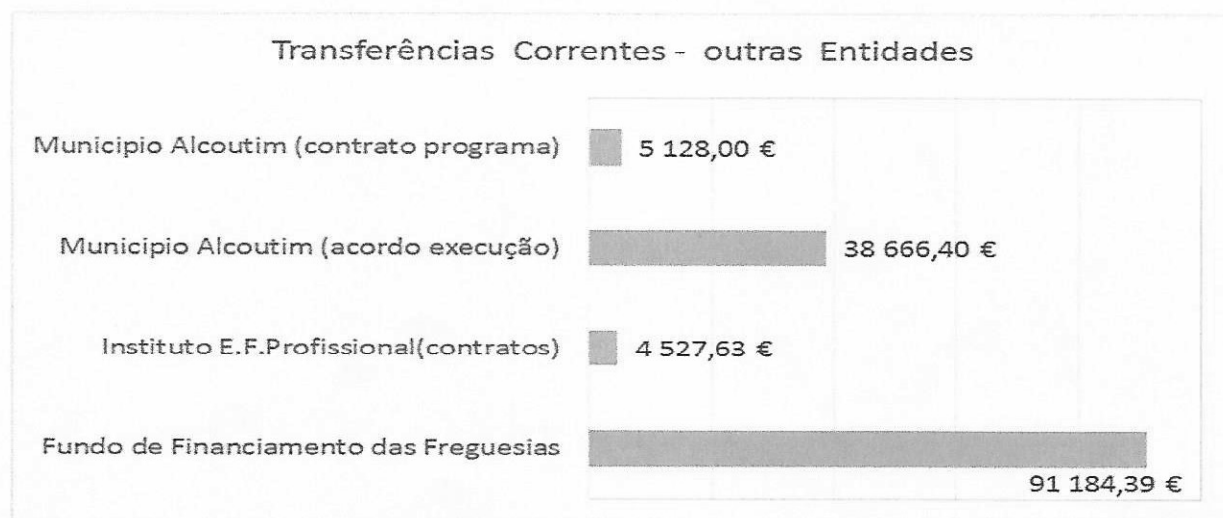 Transferências Correntes - outras Entidades
Municipio Alcoutim (contrato programa) 5 128,00 €
Municipio Alcoutim (acordo execução) 38 666,40 €
Instituto E.F.Profissional(contratos) 4 527,63 €
Fundo de Financiamento das Freguesias 91 184,39 €